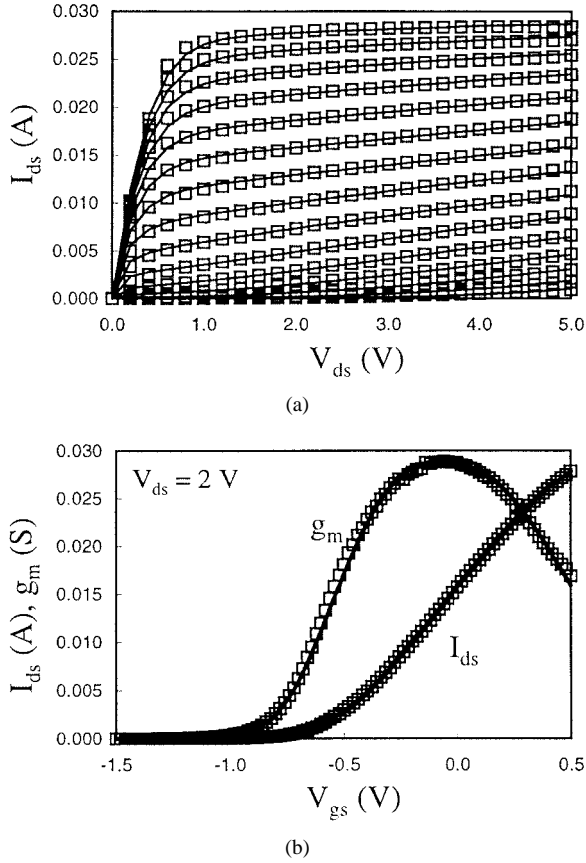 0.030
0.025
0.020
0.015
0.010
0.005
0.000
I_ds (A)
0.0 1.0 2.0 3.0 4.0 5.0
V_ds (V)
(a)
0.030
0.025
0.020
0.015
0.010
0.005
0.000
I_ds (A), g_m (S)
V_ds = 2 V
g_m
I_ds
-1.5 -1.0 -0.5 0.0 0.5
V_gs (V)
(b)